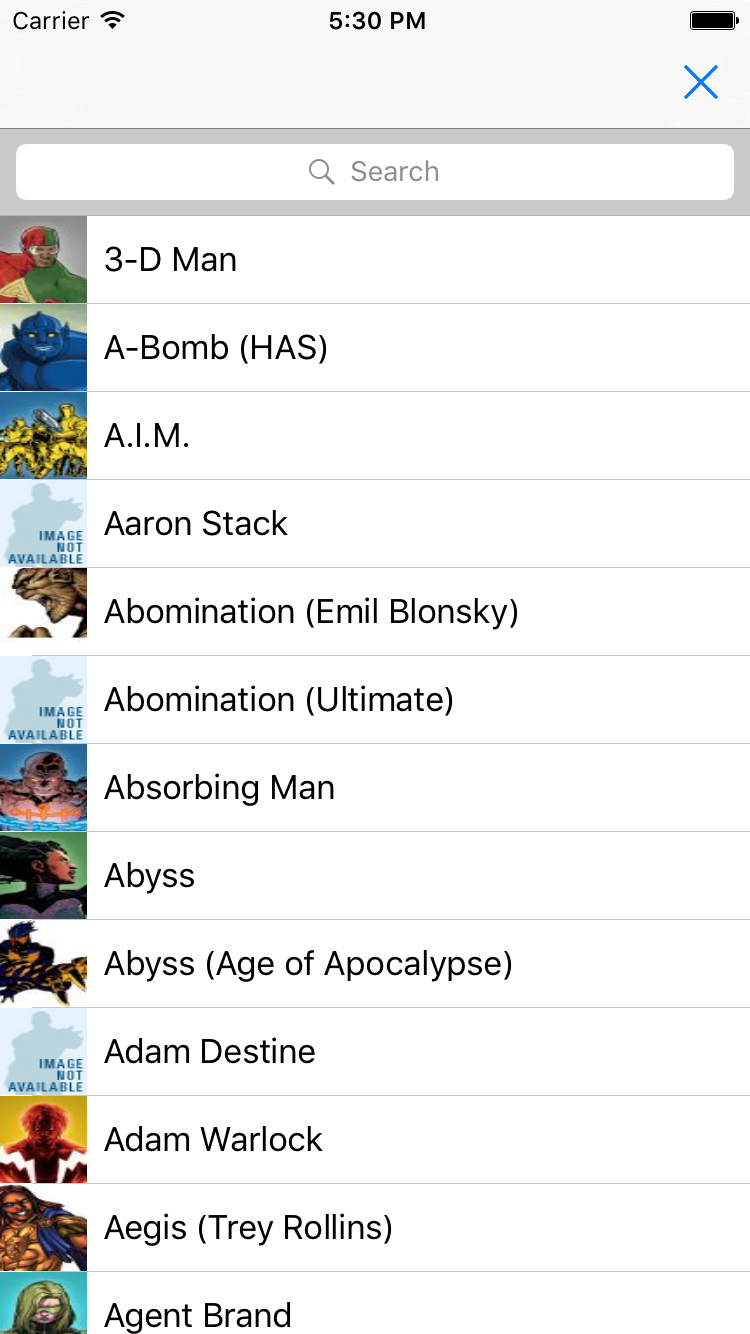 Carrier 5:30 PM
Search
3-D Man
A-Bomb (HAS)
A.I.M.
IMAGE
NOT
AVAILABLE
Aaron Stack
Abomination (Emil Blonsky)
IMAGE
NOT
AVAILABLE
Abomination (Ultimate)
Absorbing Man
Abyss
Abyss (Age of Apocalypse)
IMAGE
NOT
AVAILABLE
Adam Destine
Adam Warlock
Aegis (Trey Rollins)
Agent Brand